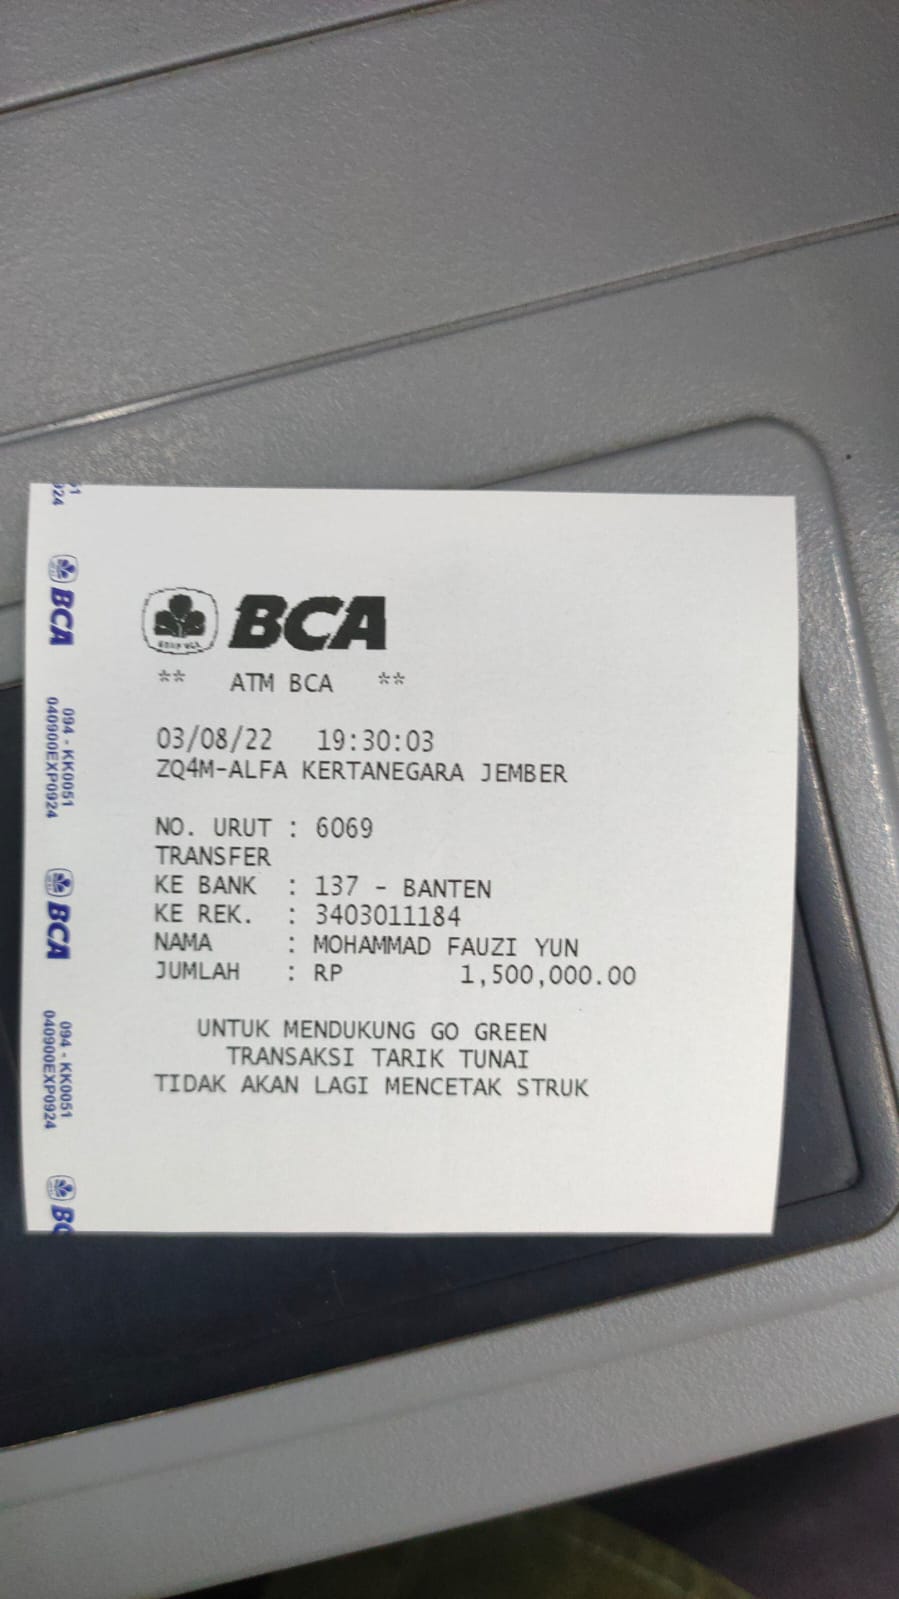 BCA
** ATM BCA **
03/08/22 19:30:03
ZQ4M-ALFA KERTANEGARA JEMBER
NO. URUT : 6069
TRANSFER
KE BANK : 137 - BANTEN
KE REK. : 3403011184
NAMA : MOHAMMAD FAUZI YUN
JUMLAH : RP 1,500,000.00
UNTUK MENDUKUNG GO GREEN
TRANSAKSI TARIK TUNAI
TIDAK AKAN LAGI MENCETAK STRUK
BCA
094 - KK0051
040900EXP0924
BCA
094 - KK0051
040900EXP0924